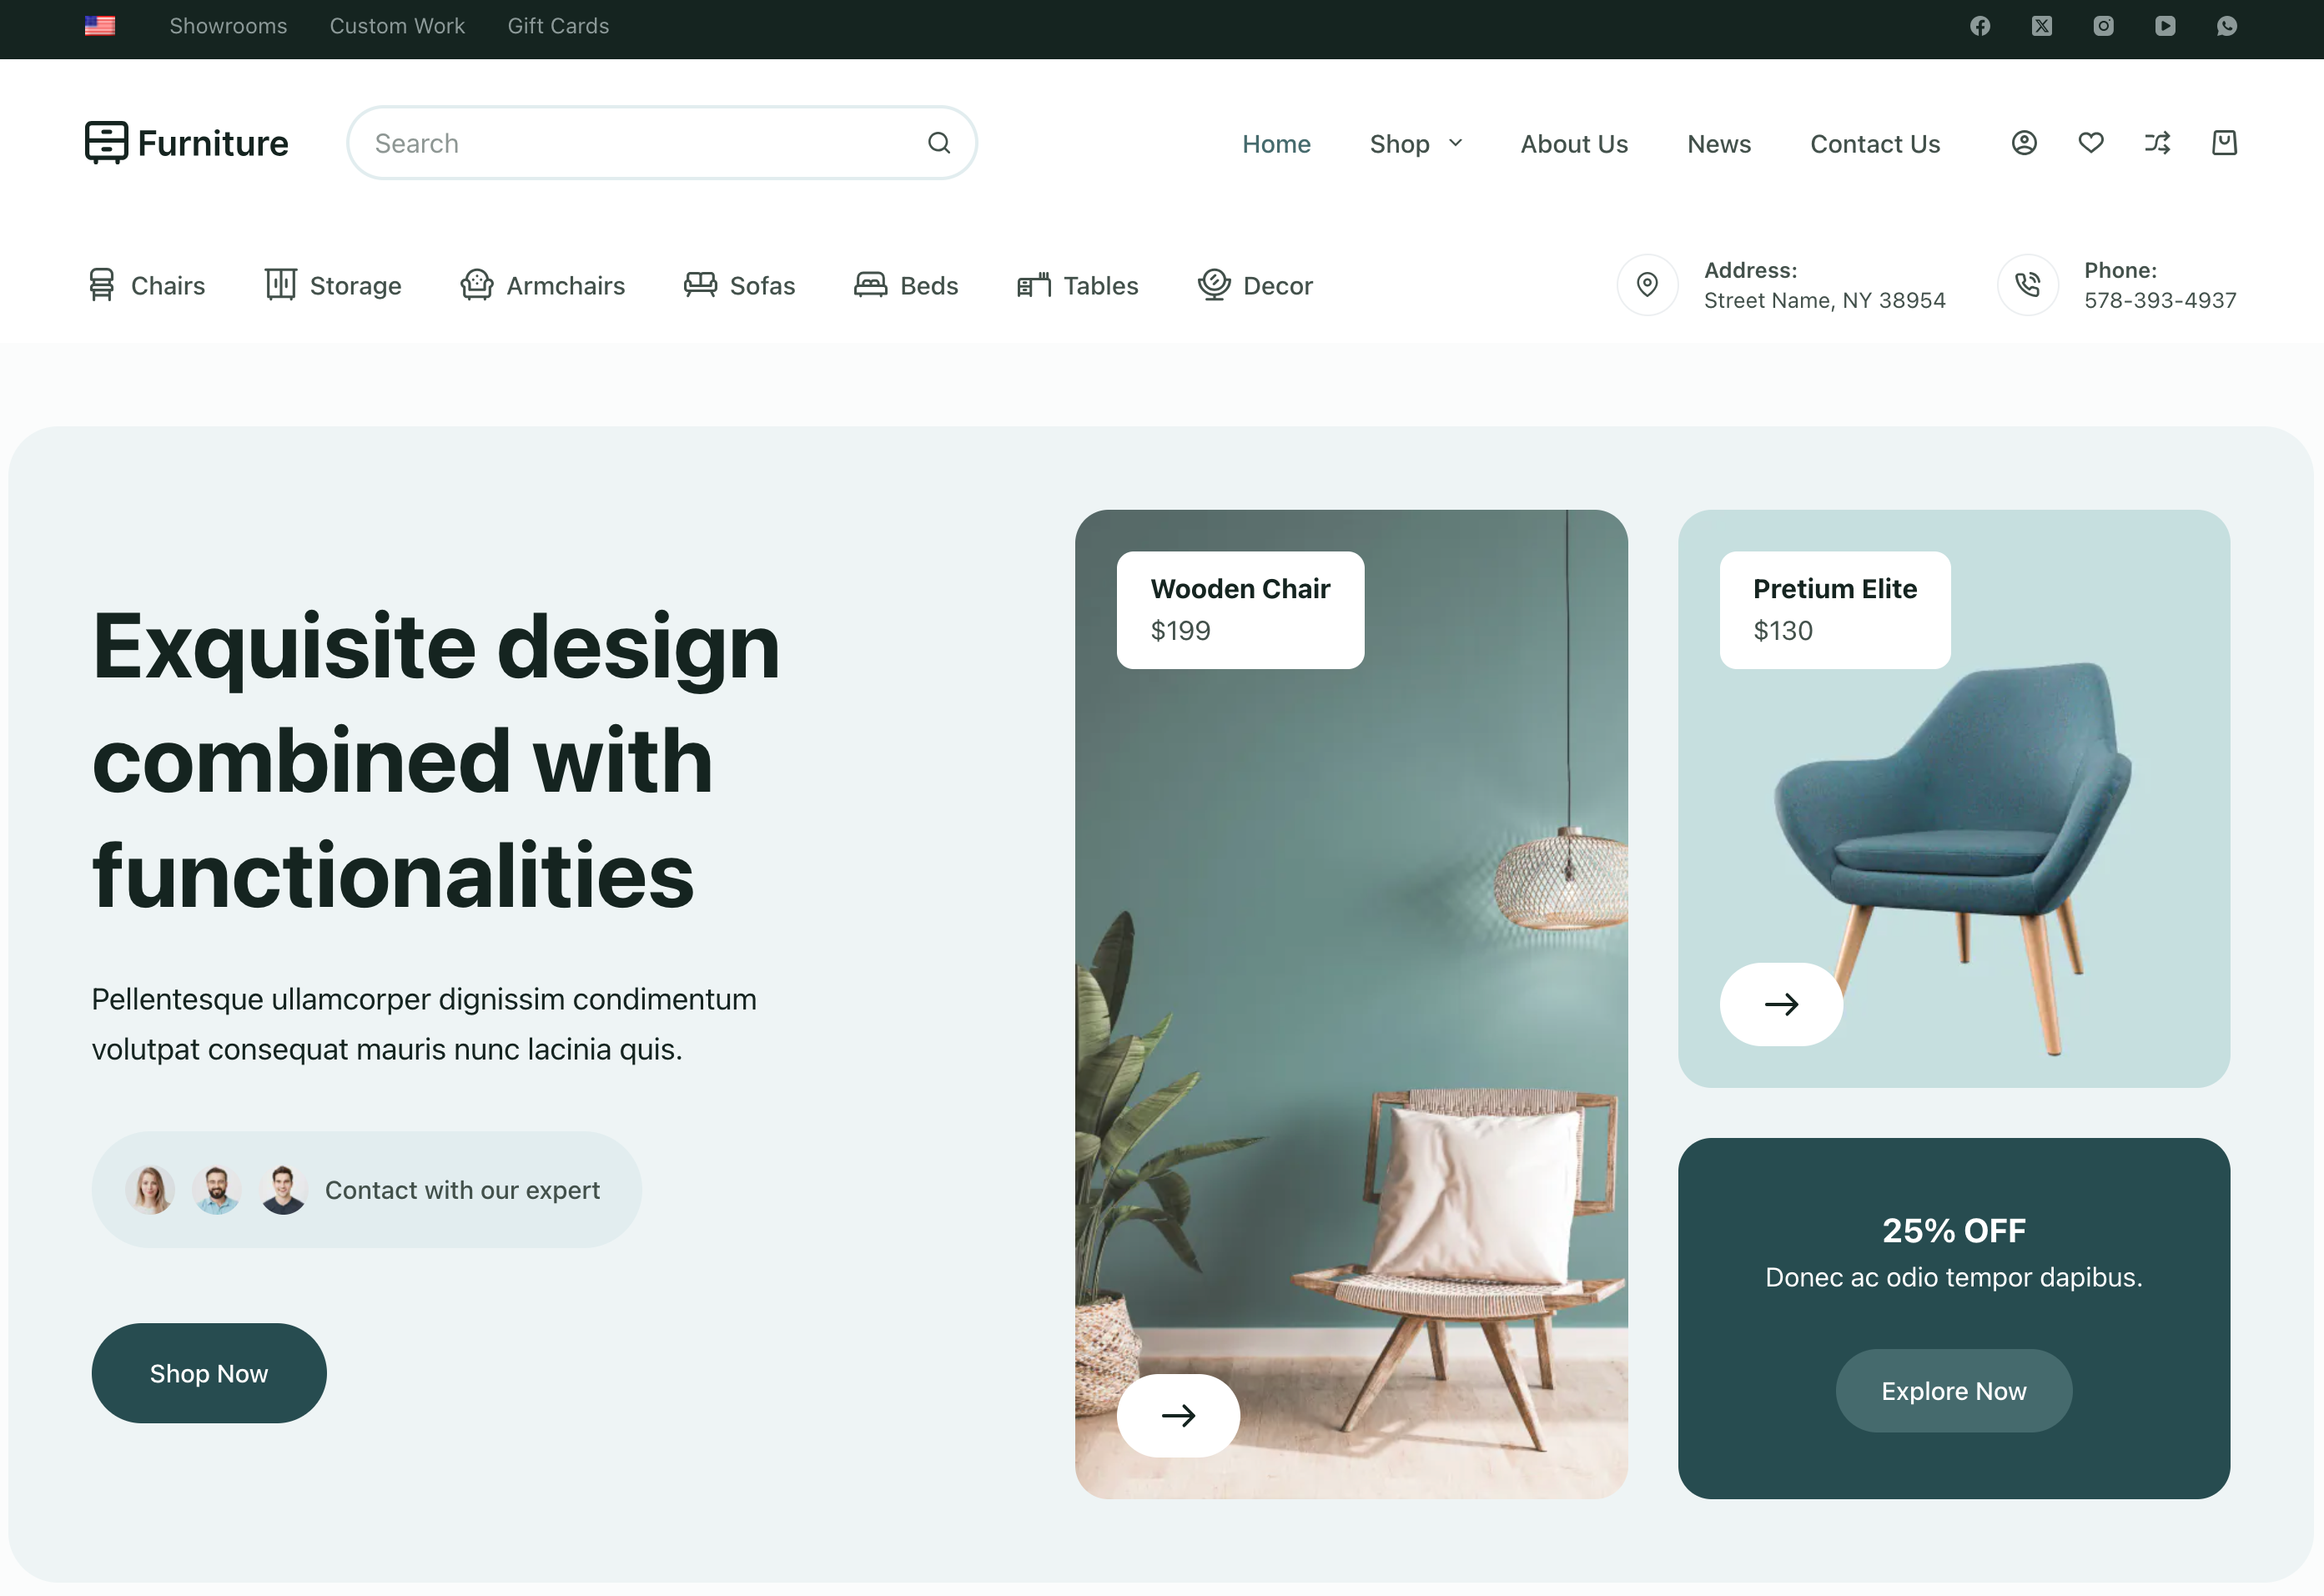 Showrooms Custom Work Gift Cards
Furniture
Search
Home Shop About Us News Contact Us
Chairs Storage Armchairs Sofas Beds Tables Decor
Address:
Street Name, NY 38954
Phone:
578-393-4937
Exquisite design
combined with
functionalities
Pellentesque ullamcorper dignissim condimentum
volutpat consequat mauris nunc lacinia quis.
Contact with our expert
Shop Now
Wooden Chair
$199
Pretium Elite
$130
25% OFF
Donec ac odio tempor dapibus.
Explore Now